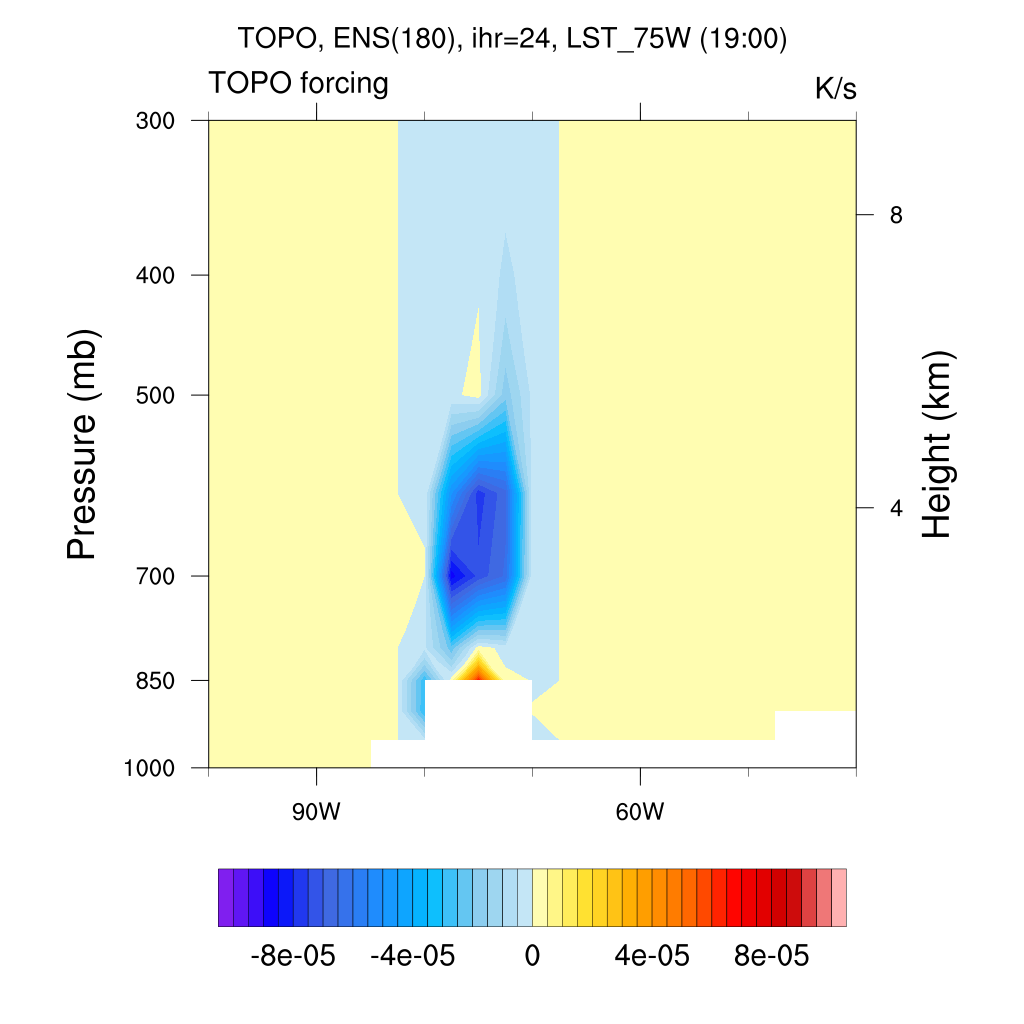 TOPO, ENS(180), ihr=24, LST_75W (19:00)
TOPO forcing
K/s
300
400
500
700
850
1000
Pressure (mb)
8
4
Height (km)
90W
60W
-8e-05
-4e-05
0
4e-05
8e-05